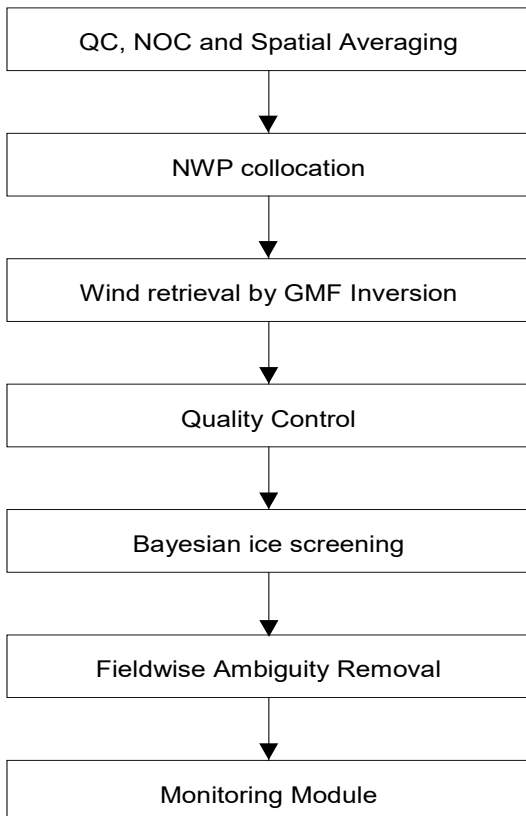 QC, NOC and Spatial Averaging
NWP collocation
Wind retrieval by GMF Inversion
Quality Control
Bayesian ice screening
Fieldwise Ambiguity Removal
Monitoring Module